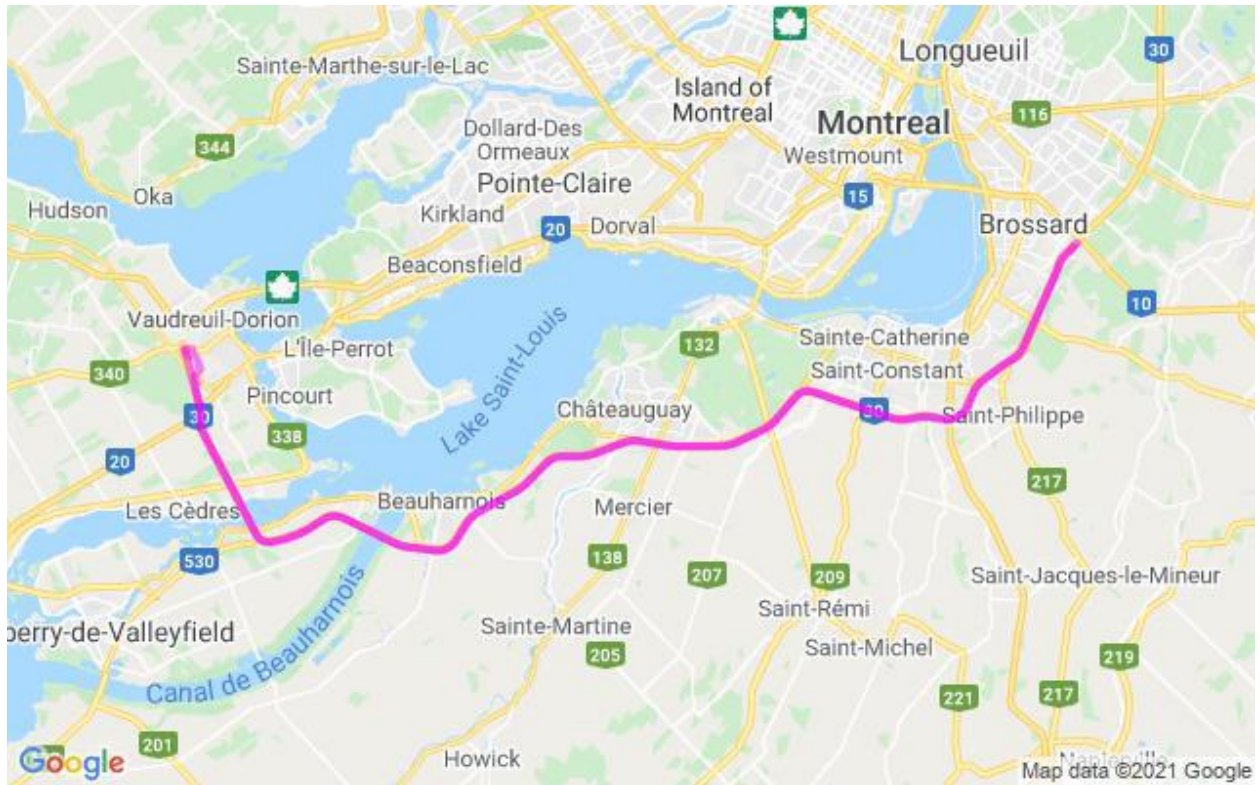 Sainte-Marthe-sur-le-Lac
Longueuil
30
Island of
Montreal
116
Dollard-Des
Ormeaux
Montreal
344
Westmount
Pointe-Claire
15
Oka
Hudson
Kirkland
20
Dorval
Brossard
Beaconsfield
10
Vaudreuil-Dorion
L'Île-Perrot
132
Sainte-Catherine
340
Saint-Constant
Pincourt
Lake Saint-Louis
30
Châteauguay
30
Saint-Philippe
338
20
217
Beauharnois
Mercier
Les Cèdres
530
138
207
209
Saint-Jacques-le-Mineur
Canal de Beauharnois
Saint-Rémi
perry-de-Valleyfield
Sainte-Martine
Saint-Michel
205
219
221
217
201
Howick
Napierville
Google
Map data ©2021 Google